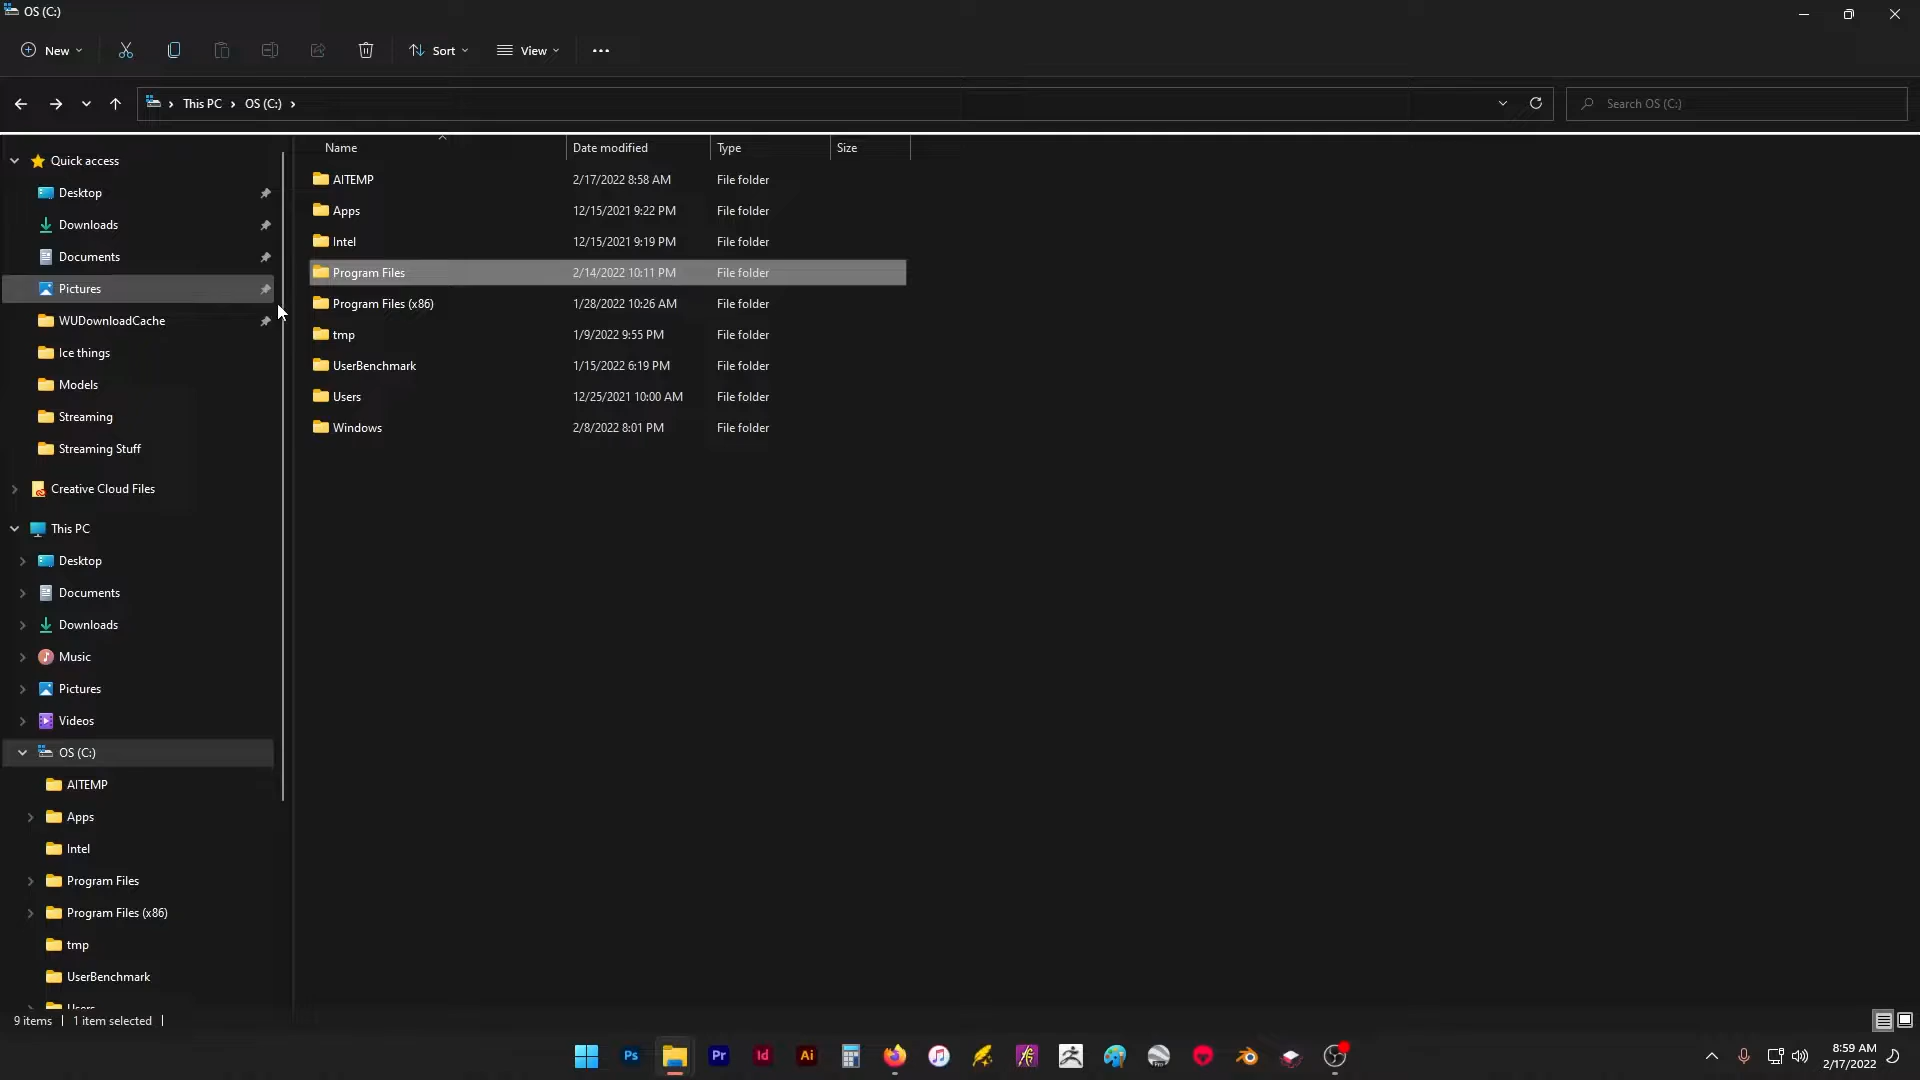 OS (C:)
New
Sort
View
This PC
OS (C:)
Search OS (C:)
Name
Date modified
Type
Size
Quick access
Desktop
Downloads
Documents
Pictures
WUDownloadCache
Ice things
Models
Streaming
Streaming Stuff
Creative Cloud Files
This PC
Desktop
Documents
Downloads
Music
Pictures
Videos
OS (C:)
AITEMP
Apps
Intel
Program Files
Program Files (x86)
tmp
UserBenchmark
Users
AITEMP 2/17/2022 8:58 AM File folder
Apps 12/15/2021 9:22 PM File folder
Intel 12/15/2021 9:19 PM File folder
Program Files 2/14/2022 10:11 PM File folder
Program Files (x86) 1/28/2022 10:26 AM File folder
tmp 1/9/2022 9:55 PM File folder
UserBenchmark 1/15/2022 6:19 PM File folder
Users 12/25/2021 10:00 AM File folder
Windows 2/8/2022 8:01 PM File folder
9 items 1 item selected
Ps
Pr
Id
Ai
8:59 AM
2/17/2022